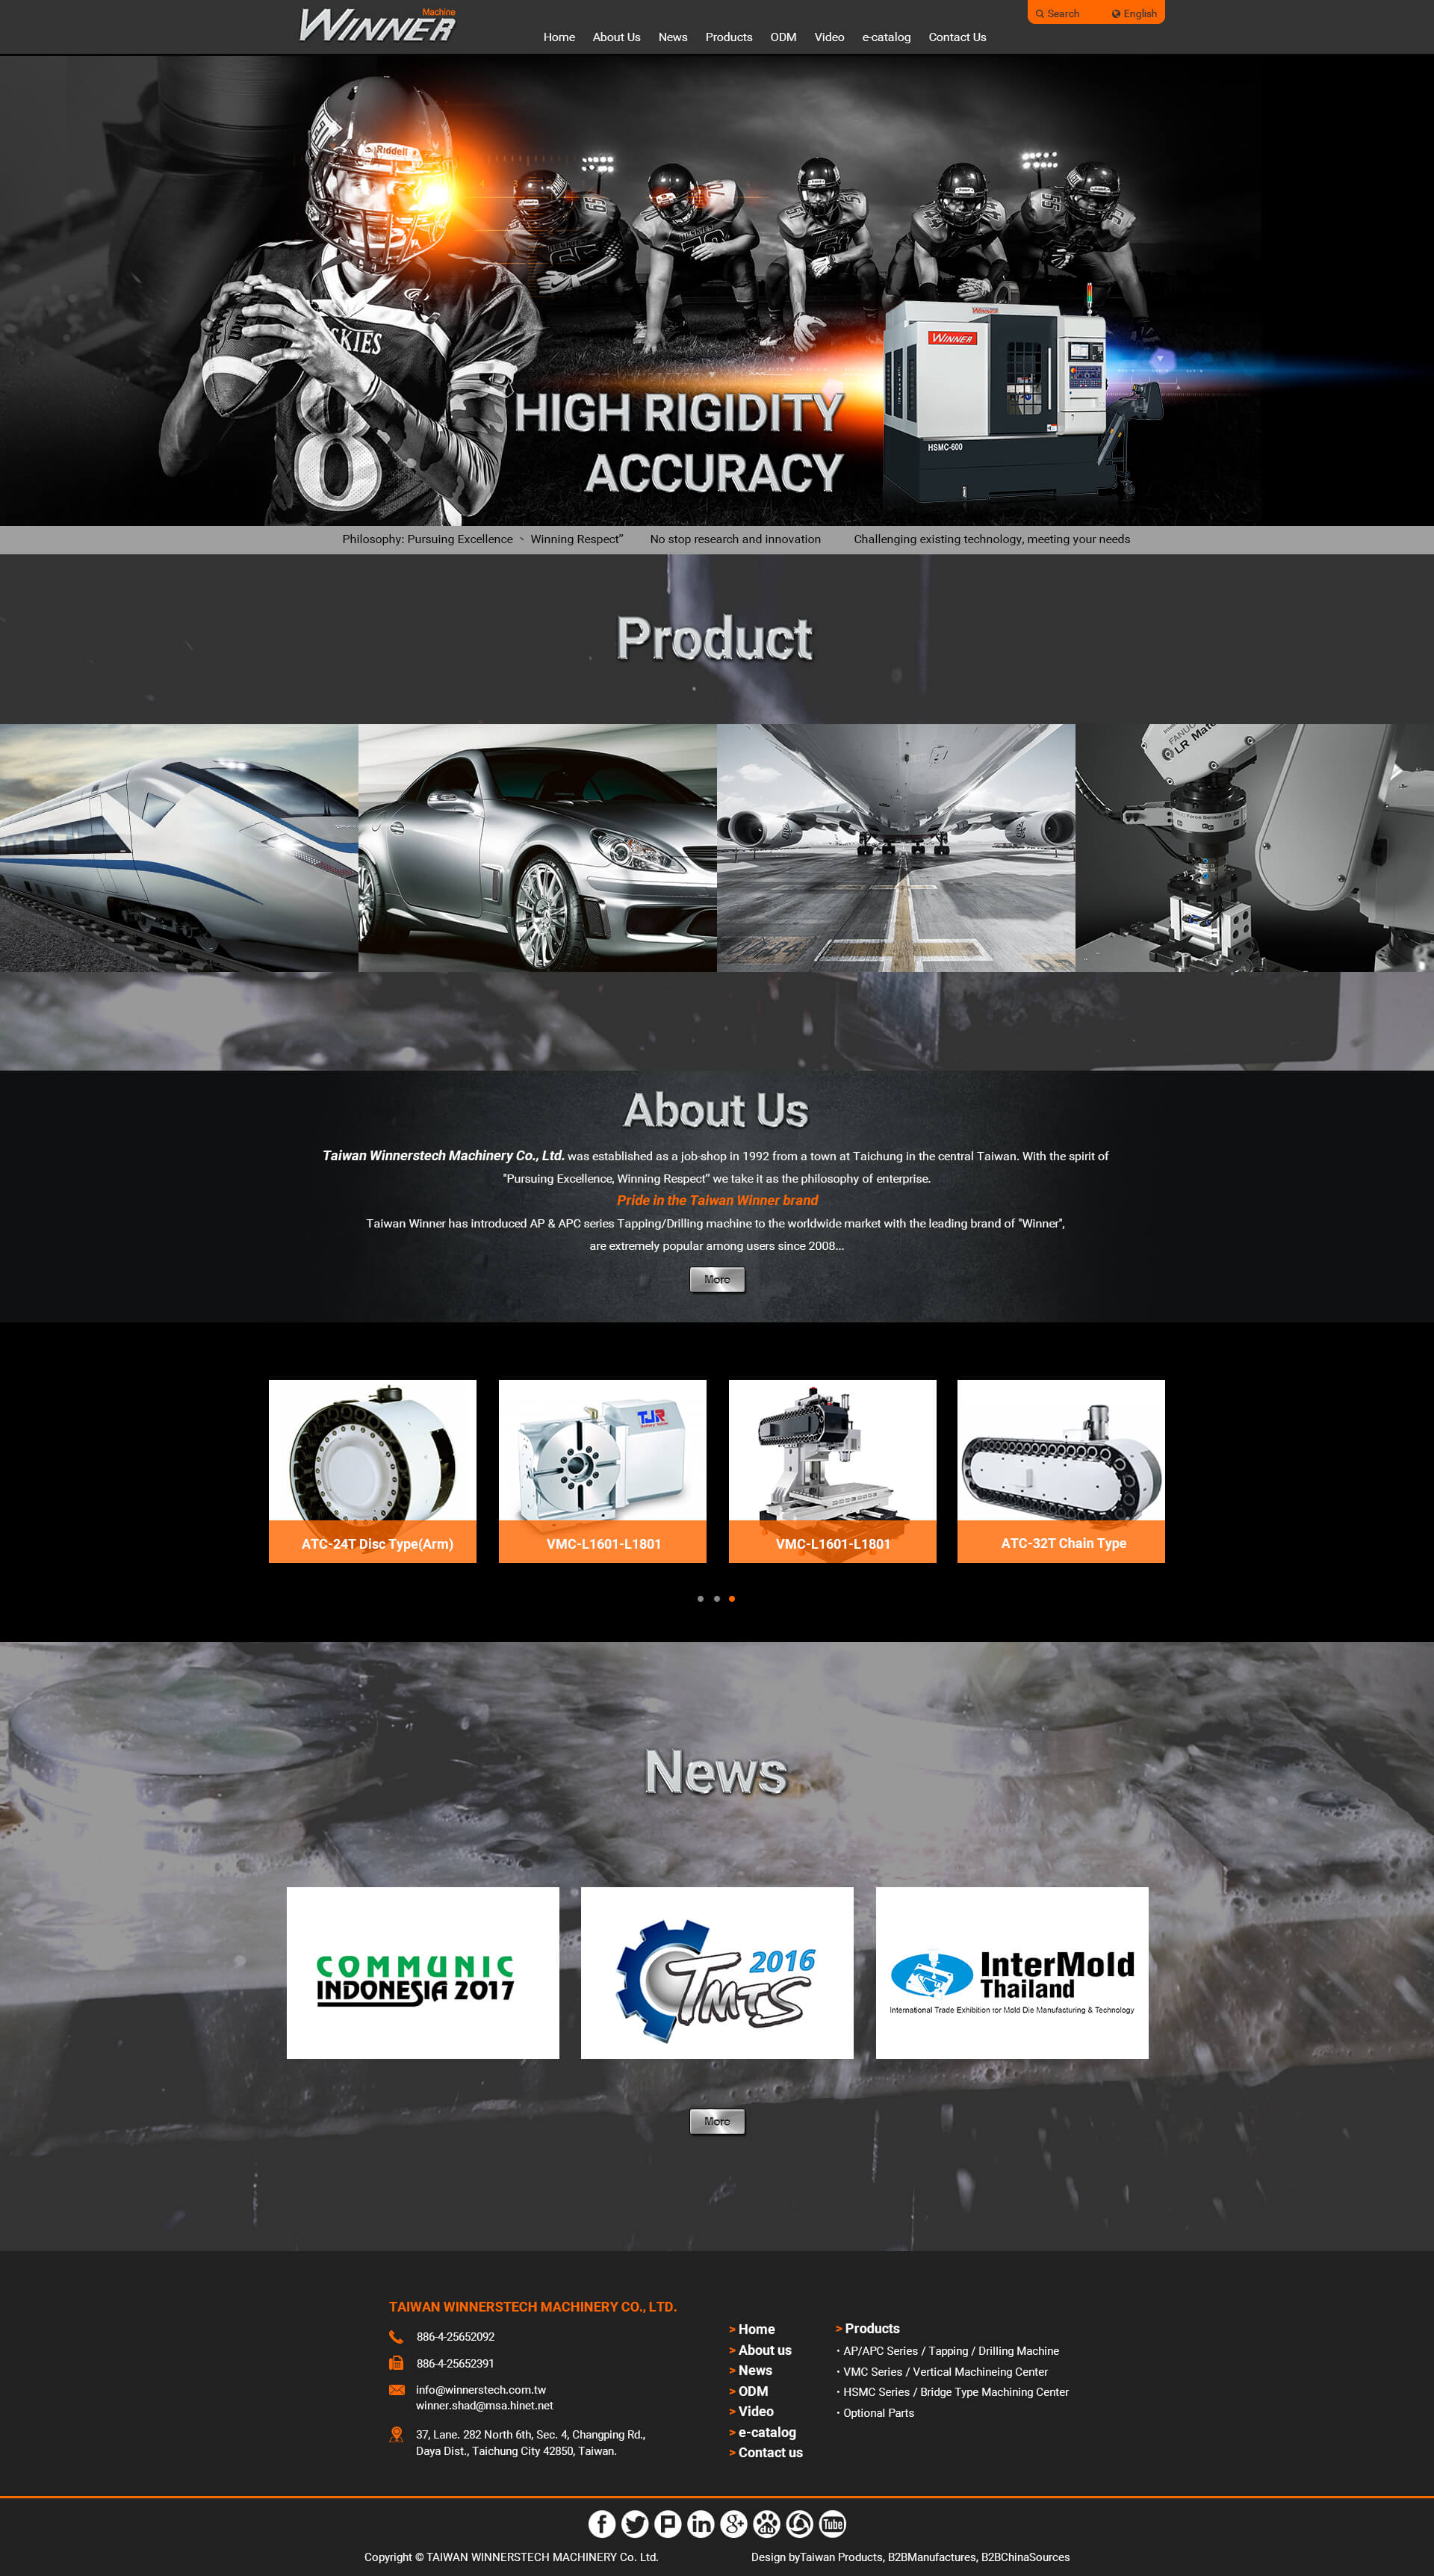 WINNER
Machine
Search
English
Home
About Us
News
Products
ODM
Video
e-catalog
Contact Us
Riddell
HUSKIES
8
HIGH RIGIDITY
ACCURACY
WINNER
WINNER
HSMC-600
Philosophy: Pursuing Excellence 、 Winning Respect”
No stop research and innovation
Challenging existing technology, meeting your needs
Product
FANUC
LR Mate
Force Sensor
About Us
Taiwan Winnerstech Machinery Co., Ltd. was established as a job-shop in 1992 from a town at Taichung in the central Taiwan. With the spirit of
"Pursuing Excellence, Winning Respect” we take it as the philosophy of enterprise.
Pride in the Taiwan Winner brand
Taiwan Winner has introduced AP & APC series Tapping/Drilling machine to the worldwide market with the leading brand of "Winner",
are extremely popular among users since 2008...
More
TJR
ATC-24T Disc Type(Arm)
VMC-L1601-L1801
VMC-L1601-L1801
ATC-32T Chain Type
News
COMMUNIC
INDONESIA 2017
2016
TMTS
InterMold
Thailand
International Trade Exhibition for Mold Die Manufacturing & Technology
More
TAIWAN WINNERSTECH MACHINERY CO., LTD.
886-4-25652092
886-4-25652391
info@winnerstech.com.tw
winner.shad@msa.hinet.net
37, Lane. 282 North 6th, Sec. 4, Changping Rd.,
Daya Dist., Taichung City 42850, Taiwan.
> Home
> About us
> News
> ODM
> Video
> e-catalog
> Contact us
> Products
・AP/APC Series / Tapping / Drilling Machine
・VMC Series / Vertical Machineing Center
・HSMC Series / Bridge Type Machining Center
・Optional Parts
Copyright © TAIWAN WINNERSTECH MACHINERY Co. Ltd.
Design byTaiwan Products, B2BManufactures, B2BChinaSources